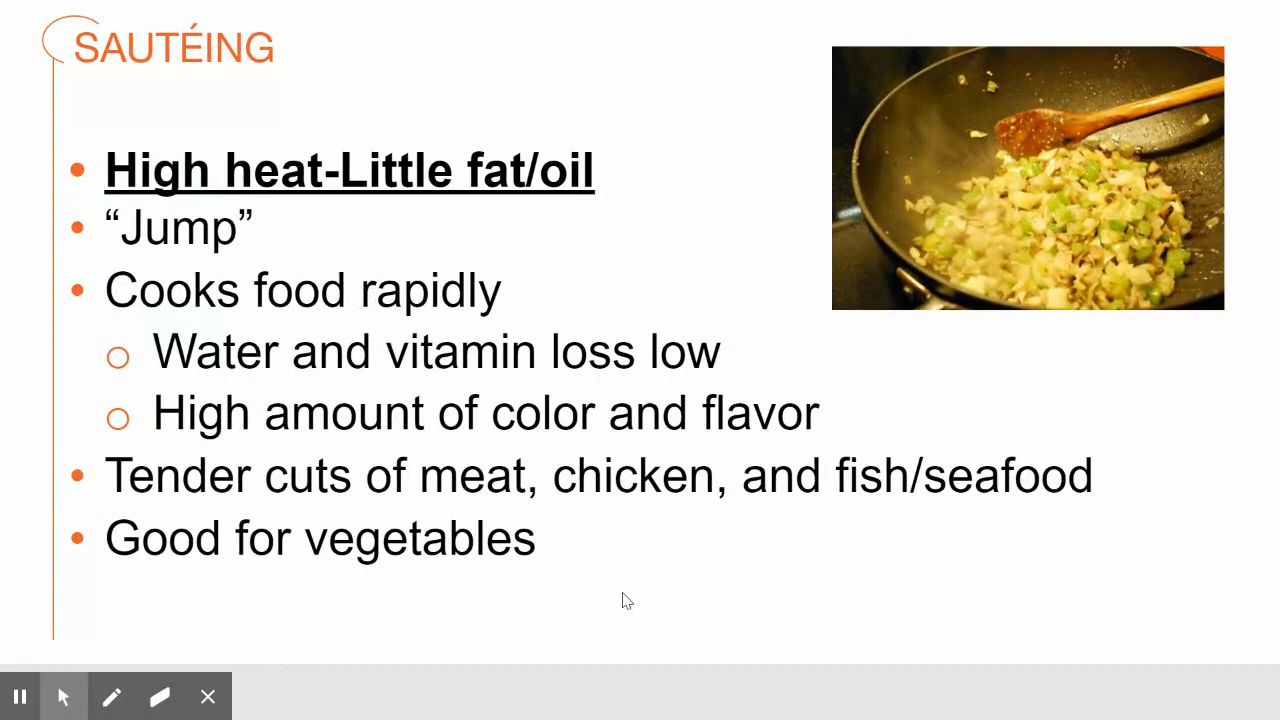 SAUTÉING
• High heat-Little fat/oil
• “Jump”
• Cooks food rapidly
o Water and vitamin loss low
o High amount of color and flavor
• Tender cuts of meat, chicken, and fish/seafood
• Good for vegetables